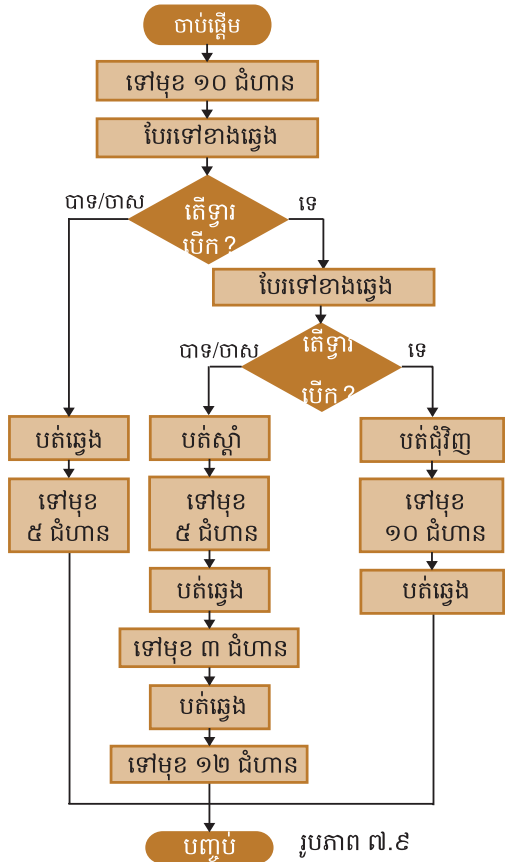 ចាប់ផ្ដើម
ទៅមុខ ១០ ជំហាន
បែរទៅខាងឆ្វេង
តើទ្វារ
បើក ?
បាទ/ចាស
ទេ
បែរទៅខាងឆ្វេង
តើទ្វារ
បើក ?
បាទ/ចាស
ទេ
បត់ឆ្វេង
ទៅមុខ
៥ ជំហាន
បត់ស្ដាំ
ទៅមុខ
៥ ជំហាន
បត់ឆ្វេង
ទៅមុខ ៣ ជំហាន
បត់ឆ្វេង
ទៅមុខ ១២ ជំហាន
បត់ជុំវិញ
ទៅមុខ
១០ ជំហាន
បត់ឆ្វេង
បញ្ចប់
រូបភាព ៧.៩